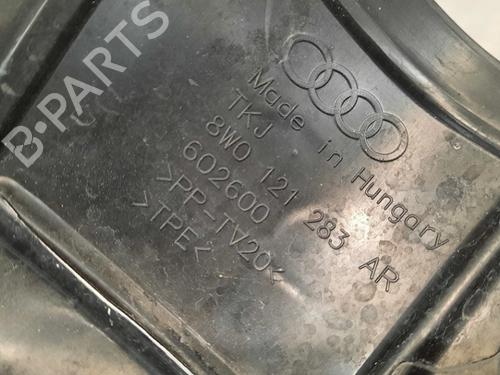 B-PARTS
Made in Hungary
TKJ
8W0 121 283 AR
602600
>PP-TV20<
>TPE<